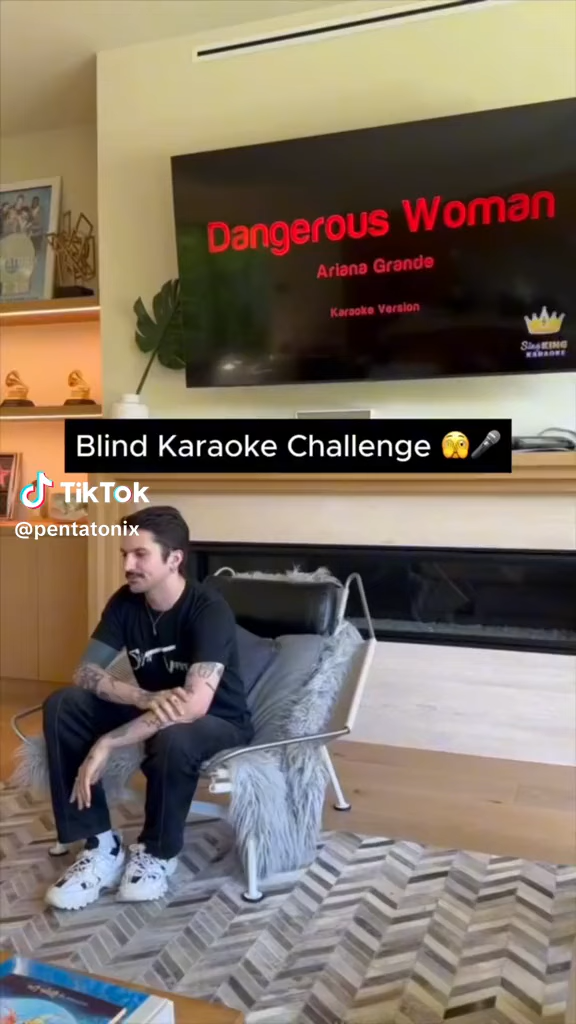 Dangerous Woman
Ariana Grande
Karaoke Version
Sing KING
KARAOKE
Blind Karaoke Challenge 🫣🎤
TikTok
@pentatonix